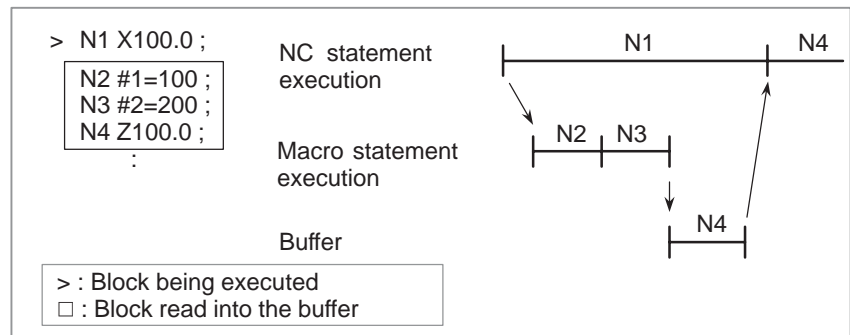 > N1 X100.0 ;
N2 #1=100 ;
N3 #2=200 ;
N4 Z100.0 ;
:
NC statement
execution
N1
N4
Macro statement
execution
N2
N3
Buffer
N4
> : Block being executed
□ : Block read into the buffer